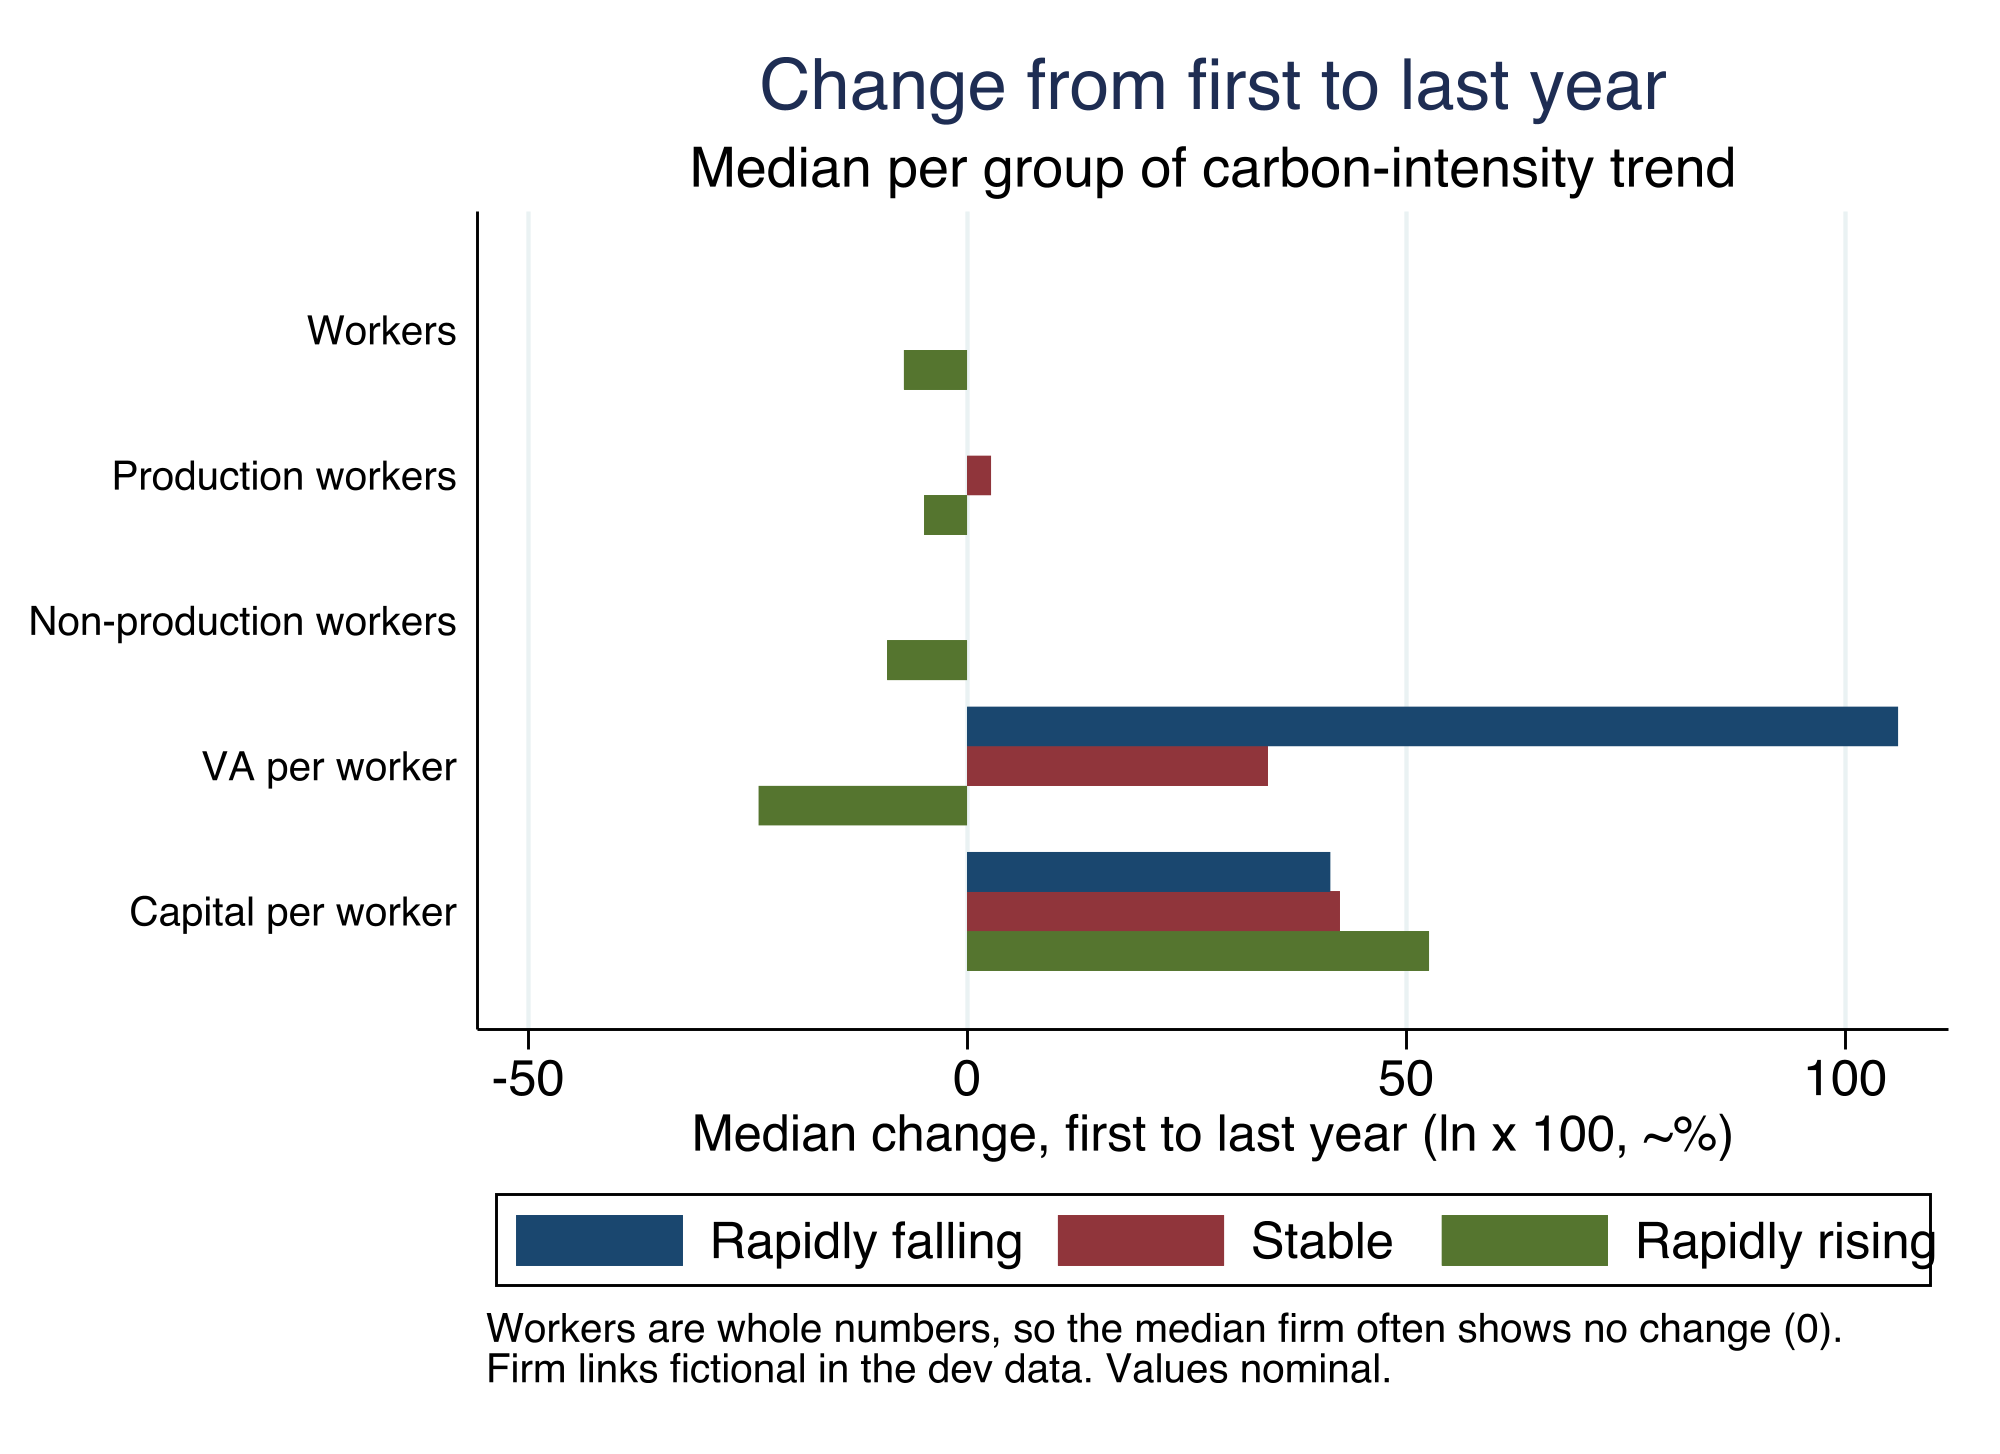 Change from first to last year
Median per group of carbon-intensity trend
Workers
Production workers
Non-production workers
VA per worker
Capital per worker
-50 0 50 100
Median change, first to last year (ln x 100, ~%)
Rapidly falling Stable Rapidly rising
Workers are whole numbers, so the median firm often shows no change (0).
Firm links fictional in the dev data. Values nominal.